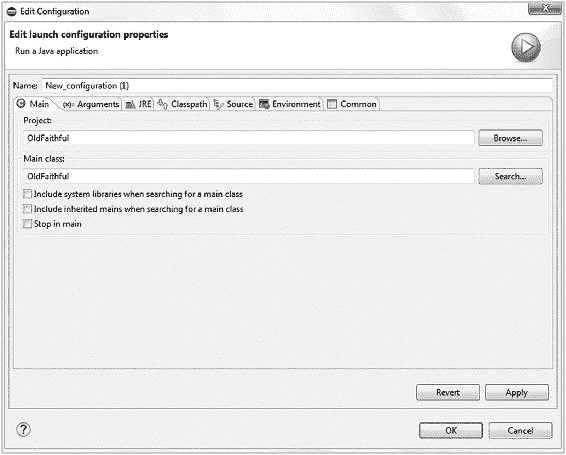 Edit Configuration
Edit launch configuration properties
Run a Java application
Name: New_configuration (1)
Main (x)= Arguments JRE Classpath Source Environment Common
Project:
OldFaithful Browse...
Main class:
OldFaithful Search...
Include system libraries when searching for a main class
Include inherited mains when searching for a main class
Stop in main
Revert Apply
? OK Cancel